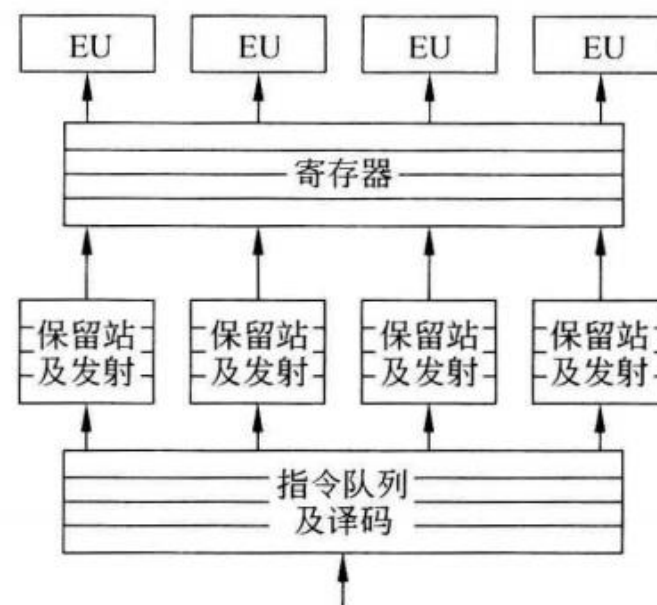 EU EU EU EU
寄存器
保留站 保留站 保留站 保留站
及发射 及发射 及发射 及发射
指令队列
及译码